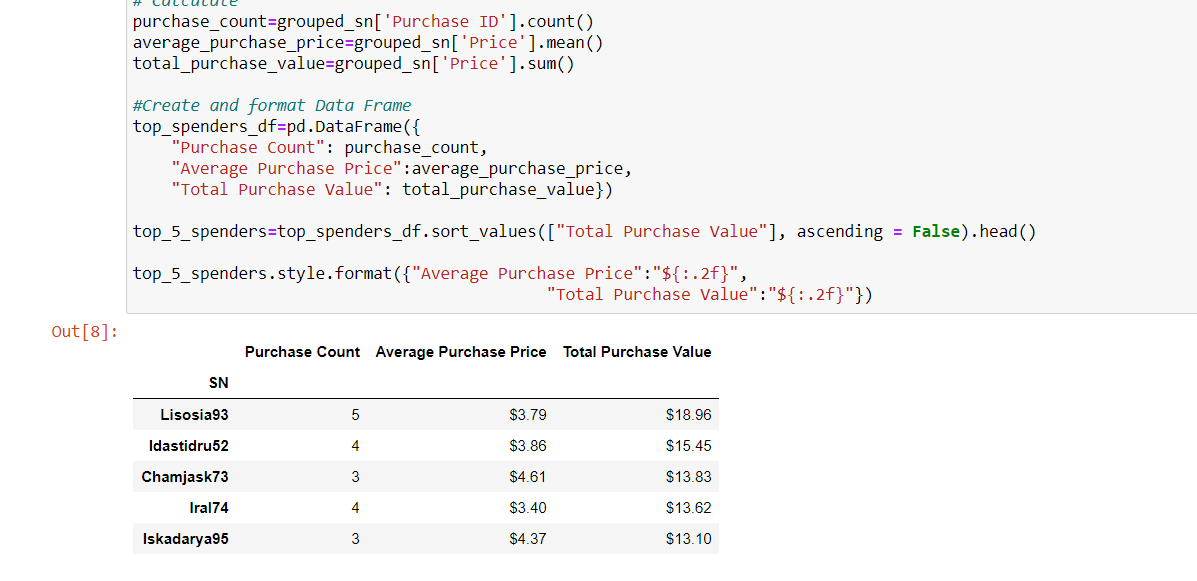 # Calculate
purchase_count=grouped_sn['Purchase ID'].count()
average_purchase_price=grouped_sn['Price'].mean()
total_purchase_value=grouped_sn['Price'].sum()
#Create and format Data Frame
top_spenders_df=pd.DataFrame({
"Purchase Count": purchase_count,
"Average Purchase Price":average_purchase_price,
"Total Purchase Value": total_purchase_value})
top_5_spenders=top_spenders_df.sort_values(["Total Purchase Value"], ascending = False).head()
top_5_spenders.style.format({"Average Purchase Price":"${:.2f}",
"Total Purchase Value":"${:.2f}"})
Out[8]:
Purchase Count Average Purchase Price Total Purchase Value
SN
Lisosia93 5 $3.79 $18.96
Idastidru52 4 $3.86 $15.45
Chamjask73 3 $4.61 $13.83
Iral74 4 $3.40 $13.62
Iskadarya95 3 $4.37 $13.10